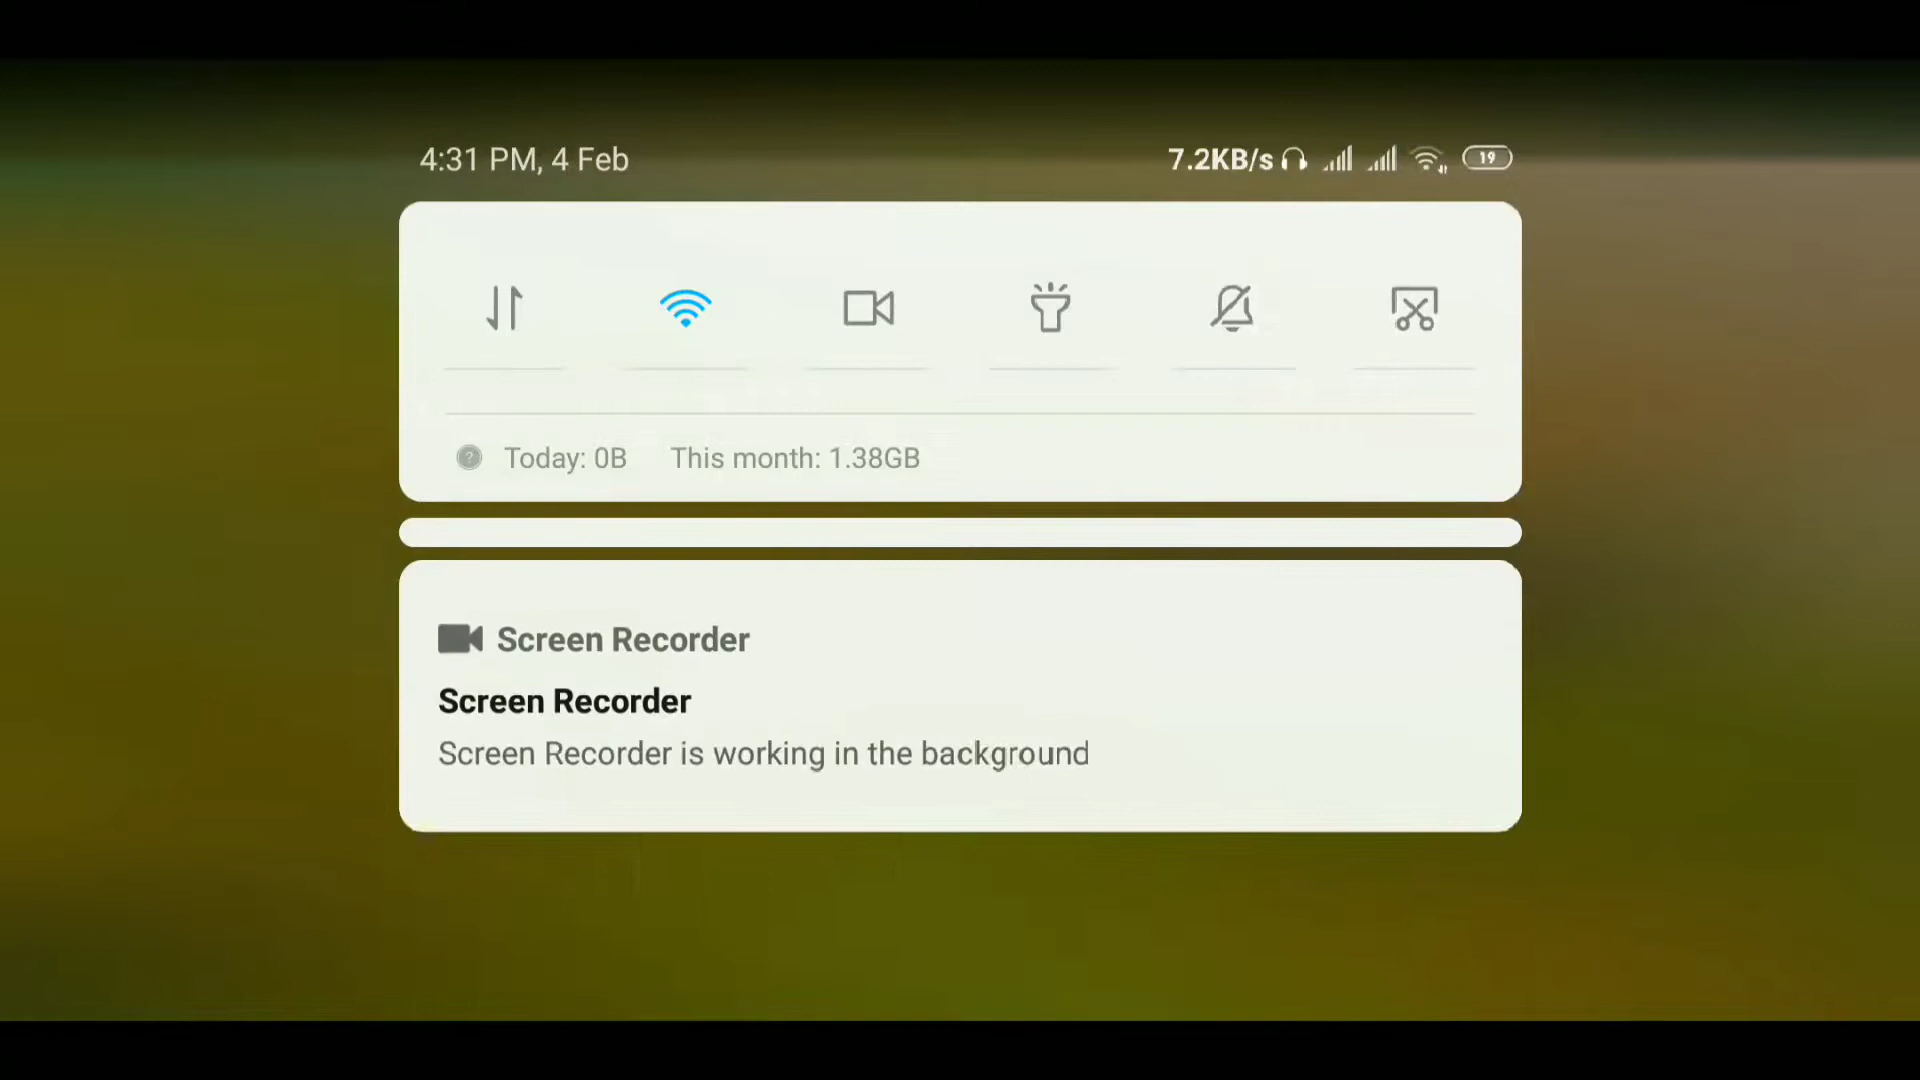 4:31 PM, 4 Feb 7.2KB/s 19
? Today: 0B This month: 1.38GB
Screen Recorder
Screen Recorder
Screen Recorder is working in the background